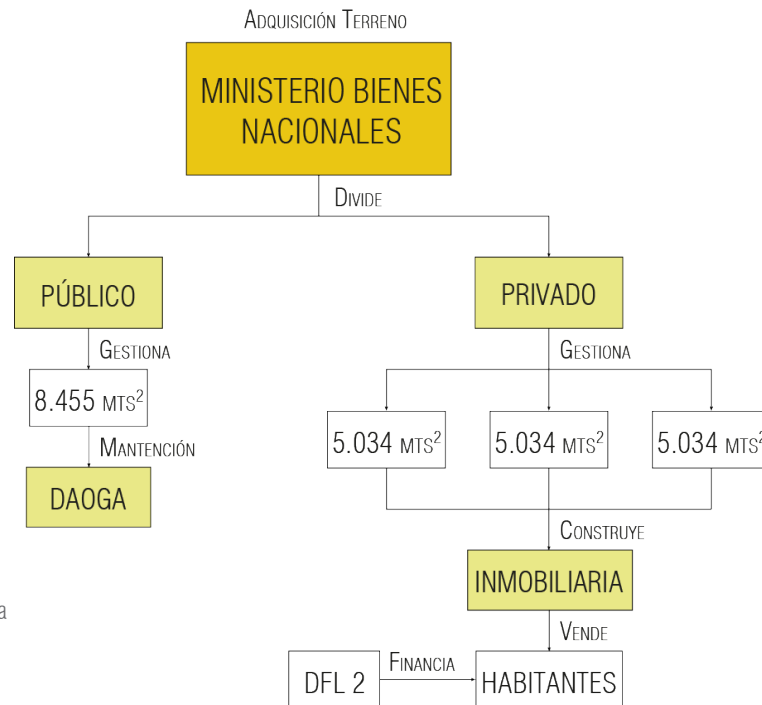 Adquisición Terreno
MINISTERIO BIENES
NACIONALES
Divide
PÚBLICO
PRIVADO
Gestiona
Gestiona
8.455 mts²
5.034 mts²
5.034 mts²
5.034 mts²
Mantención
DAOGA
Construye
INMOBILIARIA
a
Vende
Financia
DFL 2
HABITANTES